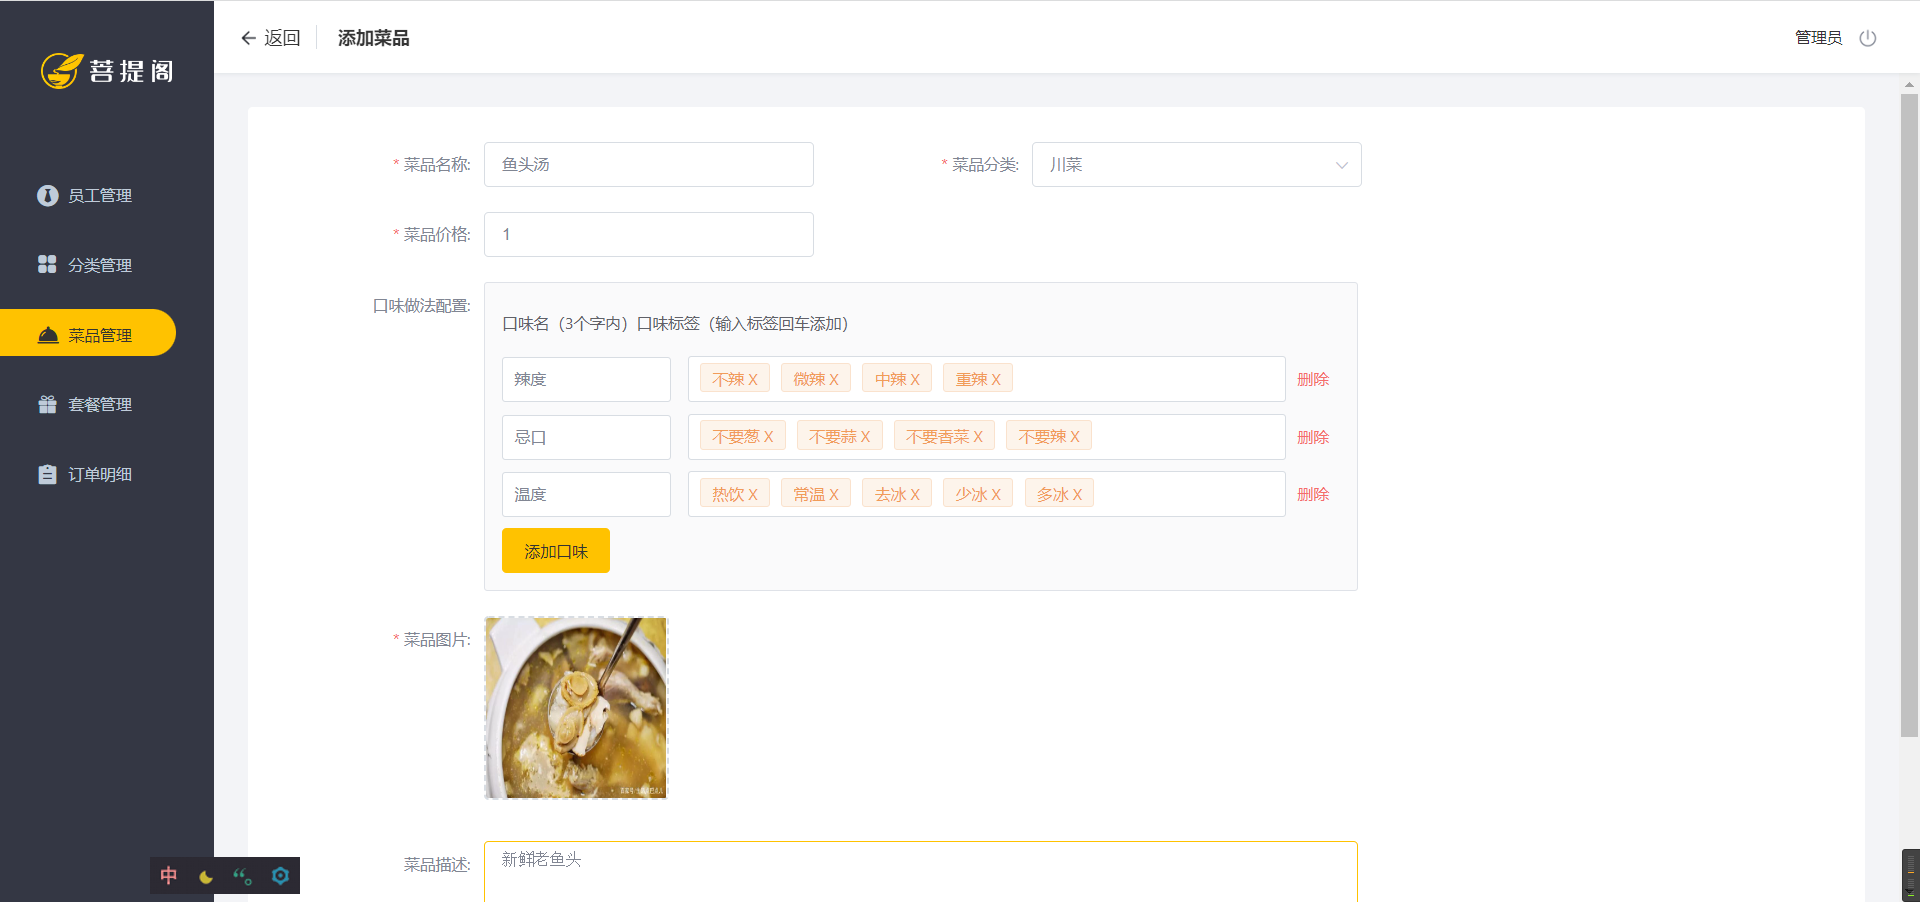 菩提阁
员工管理
分类管理
菜品管理
套餐管理
订单明细
返回
添加菜品
管理员
* 菜品名称:
鱼头汤
* 菜品分类:
川菜
* 菜品价格:
1
口味做法配置:
口味名（3个字内）口味标签（输入标签回车添加）
辣度
不辣 X 微辣 X 中辣 X 重辣 X
删除
忌口
不要葱 X 不要蒜 X 不要香菜 X 不要辣 X
删除
温度
热饮 X 常温 X 去冰 X 少冰 X 多冰 X
删除
添加口味
* 菜品图片:
菜品描述:
新鲜老鱼头
中